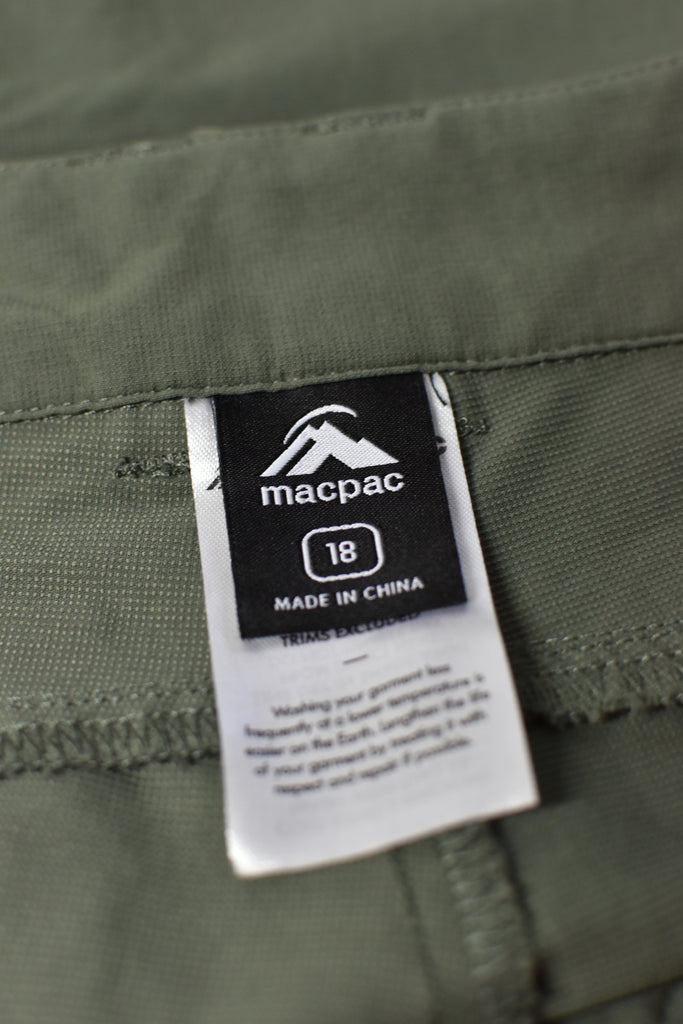 macpac
18
MADE IN CHINA
TRIMS EXCLUDED
Washing your garment less
frequently at a lower temperature is
easier on the Earth. Lengthen the life
of your garment by treating it with
respect and repair if possible.